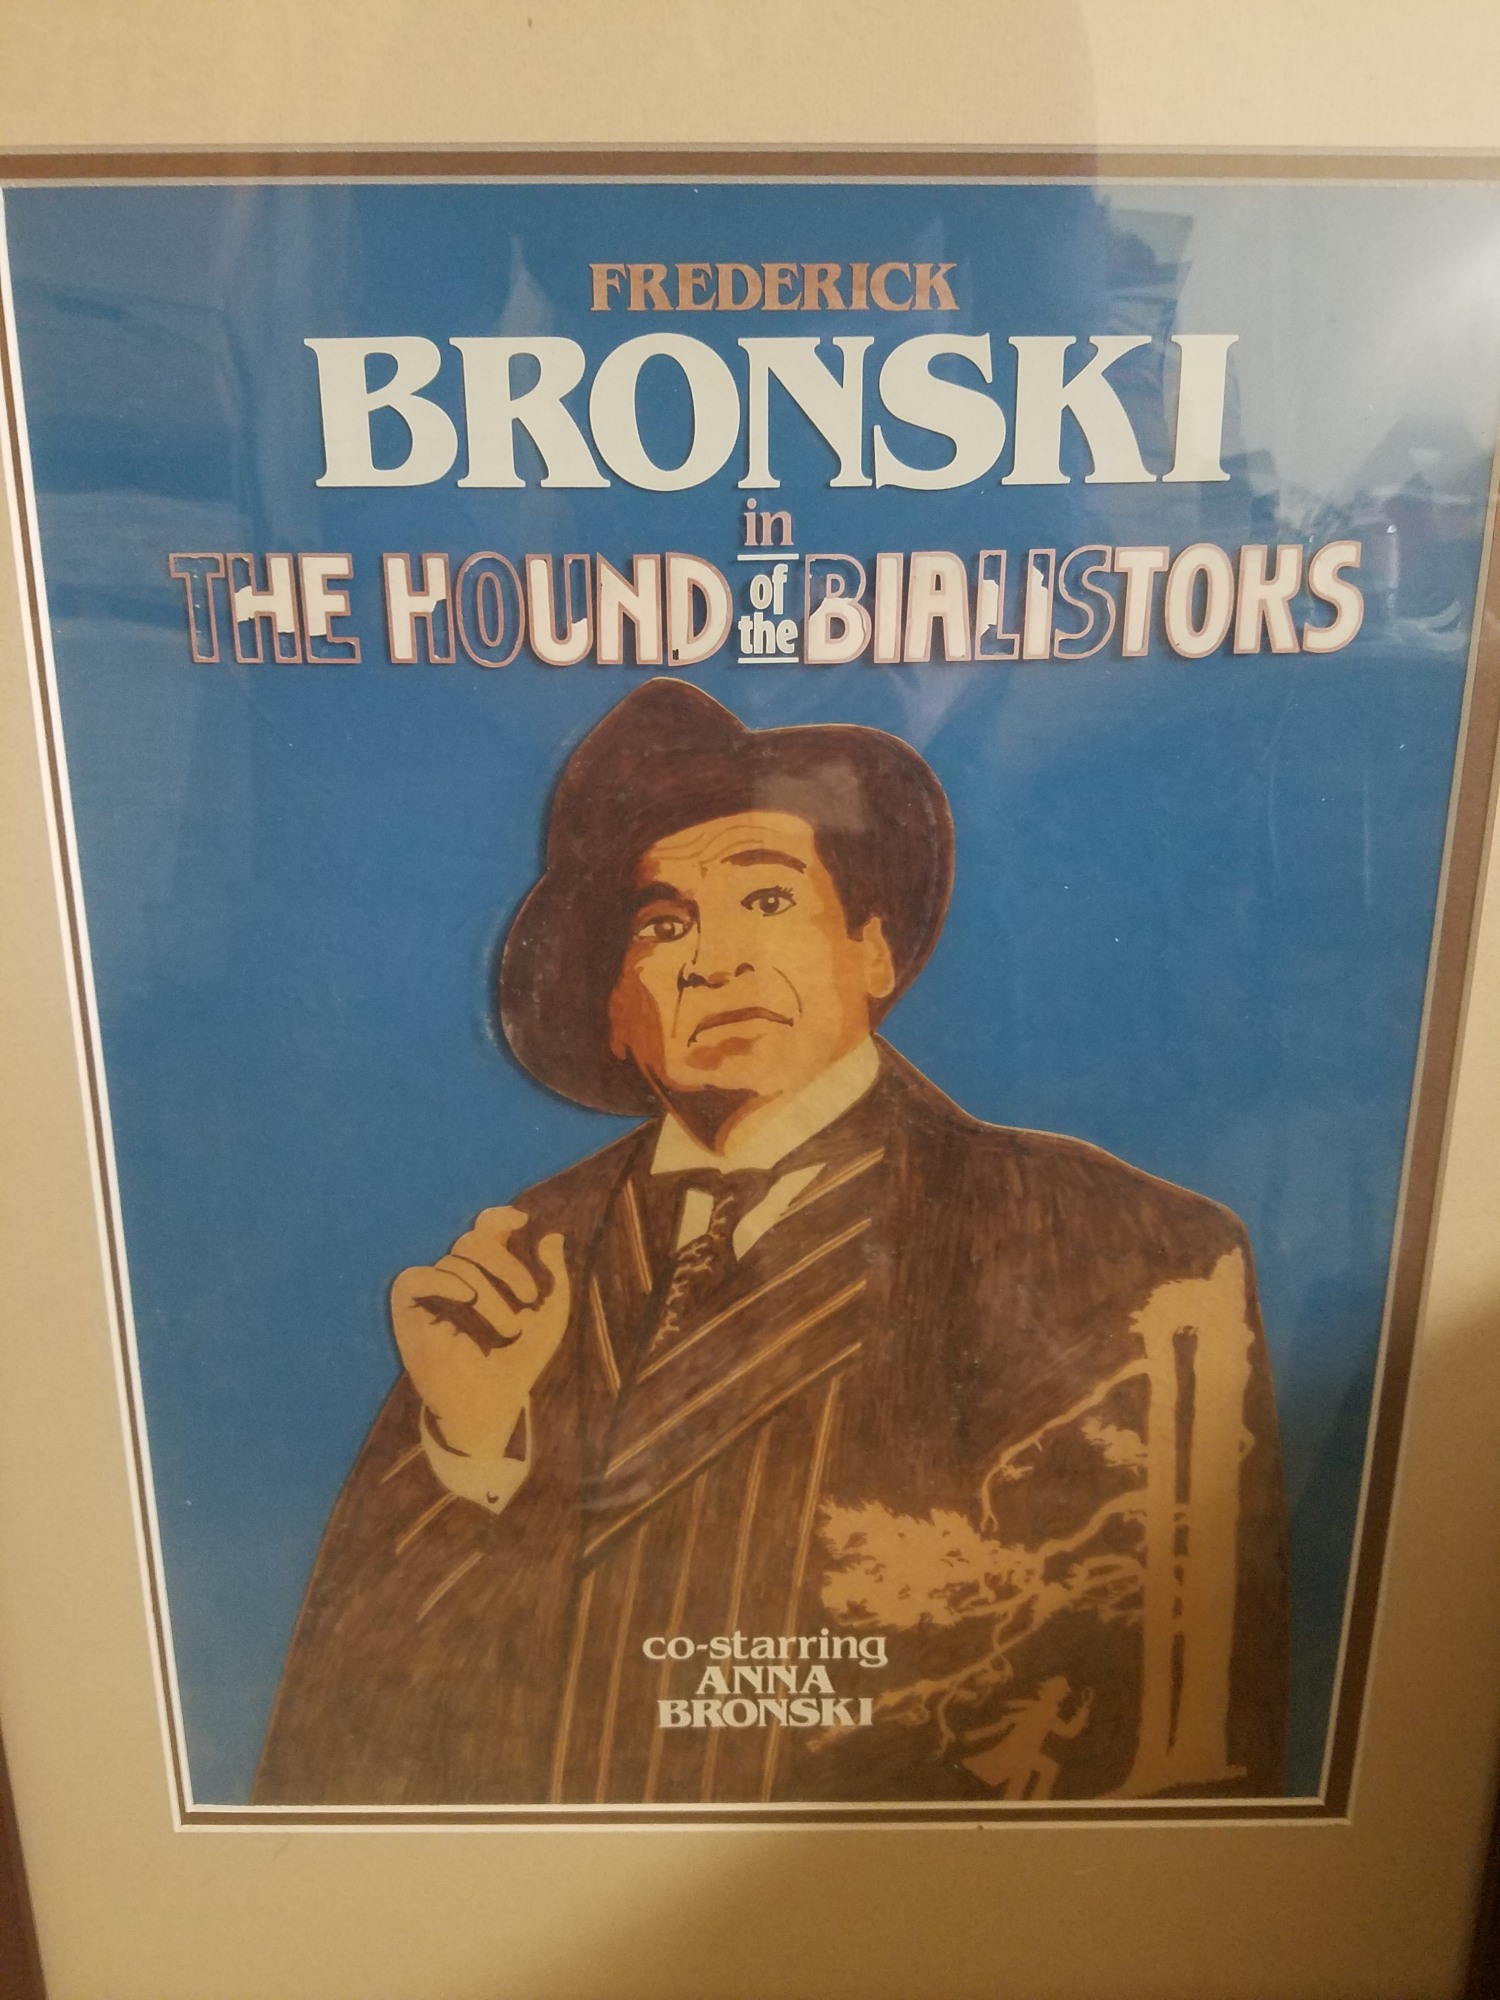 FREDERICK
BRONSKI
in
THE HOUND of the BIALISTOKS
co-starring
ANNA
BRONSKI